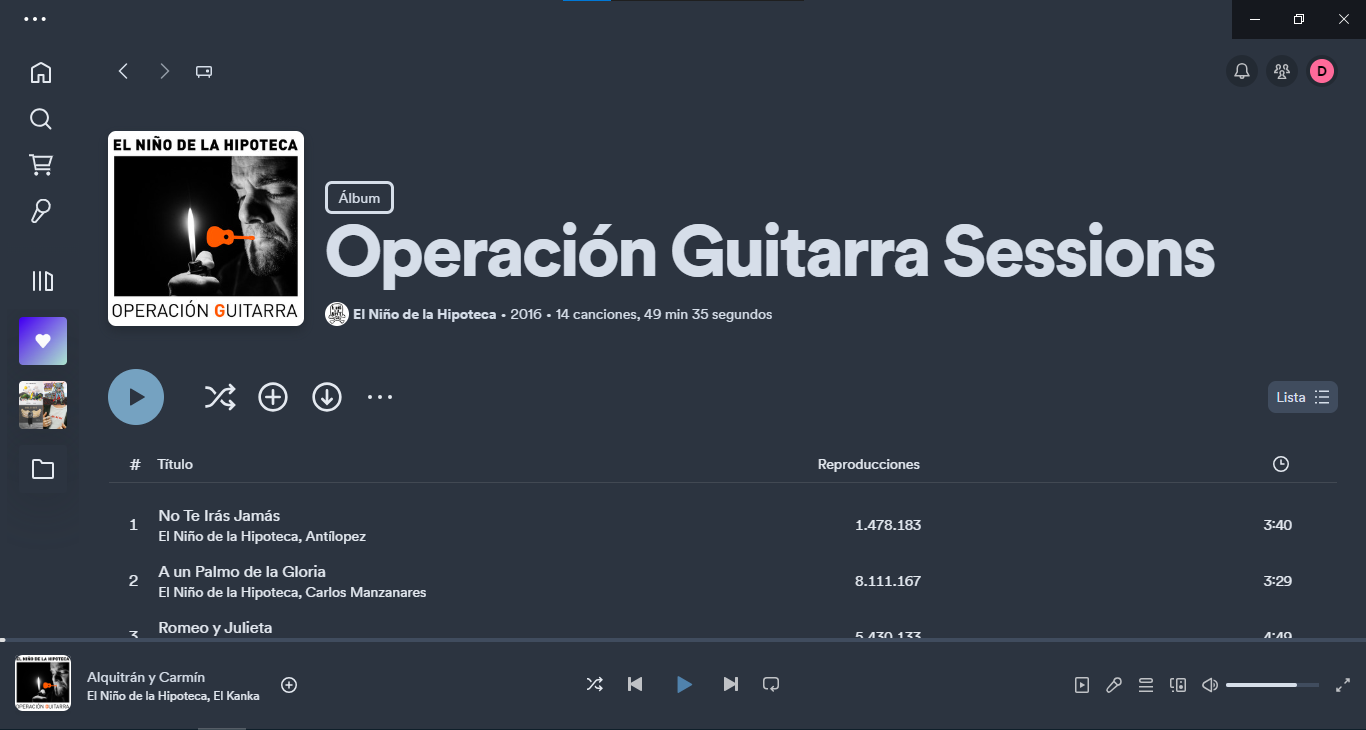 D
EL NIÑO DE LA HIPOTECA
OPERACIÓN GUITARRA
Álbum
Operación Guitarra Sessions
El Niño de la Hipoteca • 2016 • 14 canciones, 49 min 35 segundos
Lista
# Título Reproducciones
1 No Te Irás Jamás 1.478.183 3:40
El Niño de la Hipoteca, Antílopez
2 A un Palmo de la Gloria 8.111.167 3:29
El Niño de la Hipoteca, Carlos Manzanares
3 Romeo y Julieta 5.430.133 4:49
EL NIÑO DE LA HIPOTECA
OPERACIÓN GUITARRA
Alquitrán y Carmín
El Niño de la Hipoteca, El Kanka